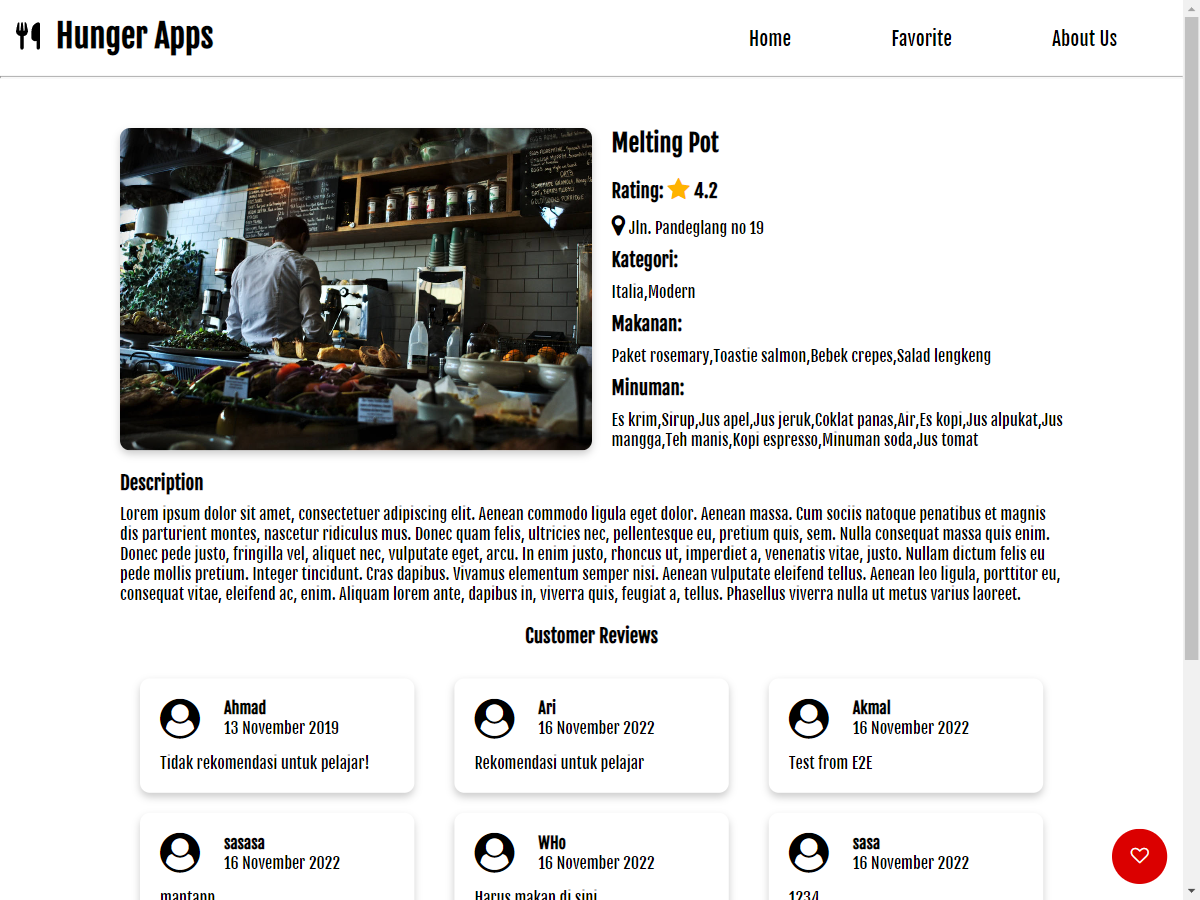 Hunger Apps
Home
Favorite
About Us
Melting Pot
Rating: 4.2
Jln. Pandeglang no 19
Kategori:
Italia,Modern
Makanan:
Paket rosemary,Toastie salmon,Bebek crepes,Salad lengkeng
Minuman:
Es krim,Sirup,Jus apel,Jus jeruk,Coklat panas,Air,Es kopi,Jus alpukat,Jus
mangga,Teh manis,Kopi espresso,Minuman soda,Jus tomat
Description
Lorem ipsum dolor sit amet, consectetuer adipiscing elit. Aenean commodo ligula eget dolor. Aenean massa. Cum sociis natoque penatibus et magnis
dis parturient montes, nascetur ridiculus mus. Donec quam felis, ultricies nec, pellentesque eu, pretium quis, sem. Nulla consequat massa quis enim.
Donec pede justo, fringilla vel, aliquet nec, vulputate eget, arcu. In enim justo, rhoncus ut, imperdiet a, venenatis vitae, justo. Nullam dictum felis eu
pede mollis pretium. Integer tincidunt. Cras dapibus. Vivamus elementum semper nisi. Aenean vulputate eleifend tellus. Aenean leo ligula, porttitor eu,
consequat vitae, eleifend ac, enim. Aliquam lorem ante, dapibus in, viverra quis, feugiat a, tellus. Phasellus viverra nulla ut metus varius laoreet.
Customer Reviews
Ahmad
13 November 2019
Tidak rekomendasi untuk pelajar!
Ari
16 November 2022
Rekomendasi untuk pelajar
Akmal
16 November 2022
Test from E2E
sasasa
16 November 2022
mantapp
WHo
16 November 2022
Harus makan di sini
sasa
16 November 2022
1234